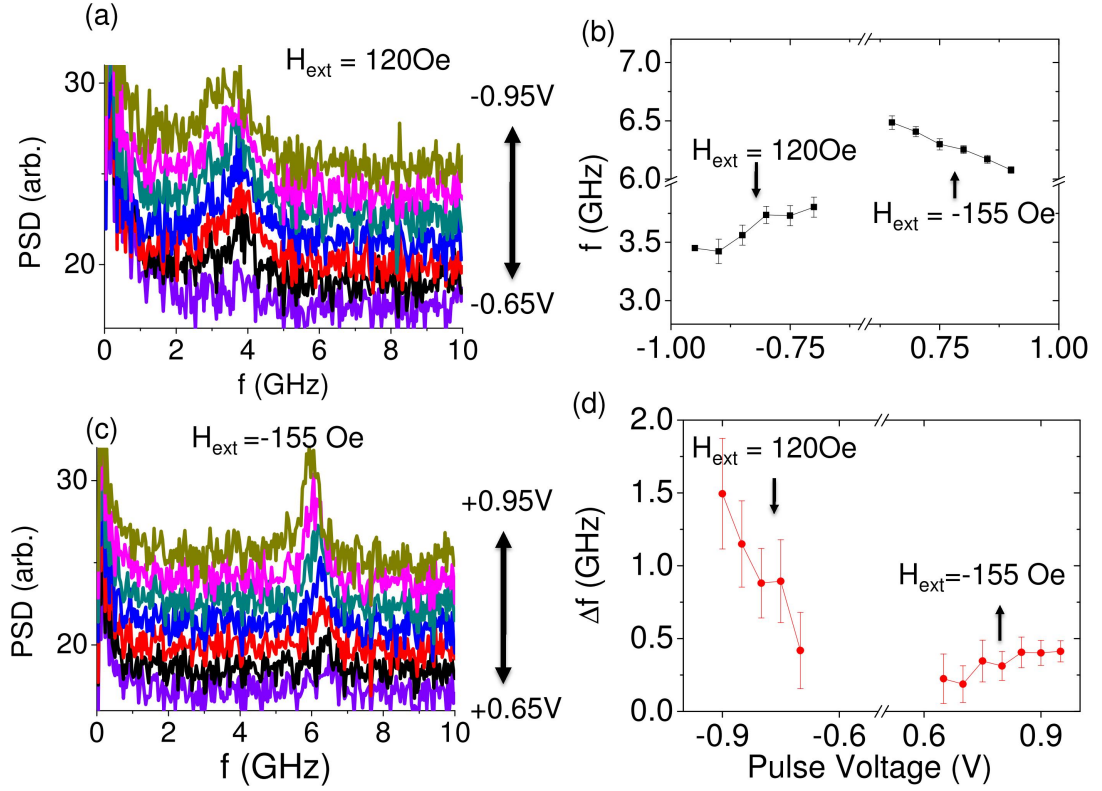 (a)
H_ext = 120Oe
30
20
PSD (arb.)
-0.95V
-0.65V
0 2 4 6 8 10
f (GHz)
(b)
7.0
6.5
6.0
3.5
3.0
f (GHz)
H_ext = 120Oe
H_ext = -155 Oe
-1.00 -0.75 0.75 1.00
(c)
H_ext =-155 Oe
30
20
PSD (arb.)
+0.95V
+0.65V
0 2 4 6 8 10
f (GHz)
(d)
2.0
1.5
1.0
0.5
0.0
Δf (GHz)
H_ext = 120Oe
H_ext=-155 Oe
-0.9 -0.6 0.6 0.9
Pulse Voltage (V)